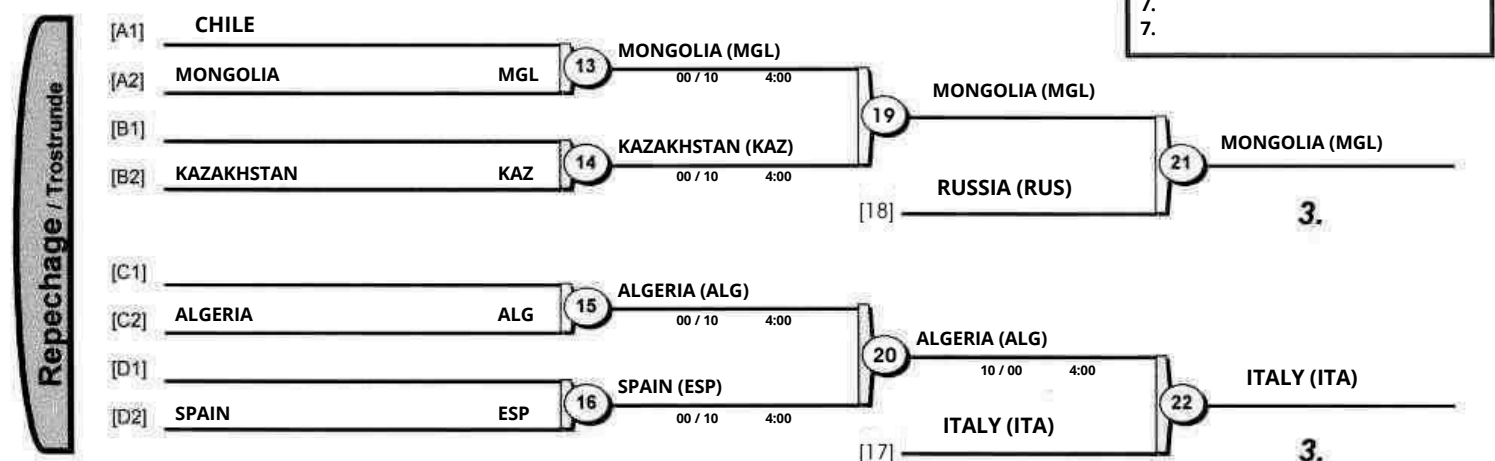 7.
7.
Repechage / Trostrunde
[A1] CHILE
[A2] MONGOLIA MGL
13
MONGOLIA (MGL)
00 / 10 4:00
[B1]
[B2] KAZAKHSTAN KAZ
14
KAZAKHSTAN (KAZ)
00 / 10 4:00
19
MONGOLIA (MGL)
[18] RUSSIA (RUS)
21
MONGOLIA (MGL)
3.
[C1]
[C2] ALGERIA ALG
15
ALGERIA (ALG)
00 / 10 4:00
[D1]
[D2] SPAIN ESP
16
SPAIN (ESP)
00 / 10 4:00
20
ALGERIA (ALG)
10 / 00 4:00
[17] ITALY (ITA)
22
ITALY (ITA)
3.